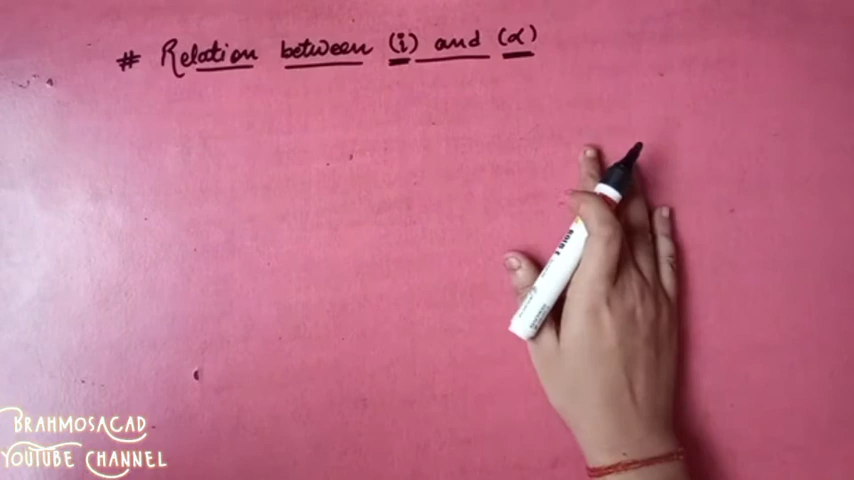 # Relation between (i) and (α)
BRAHMOSACAD
YOUTUBE CHANNEL